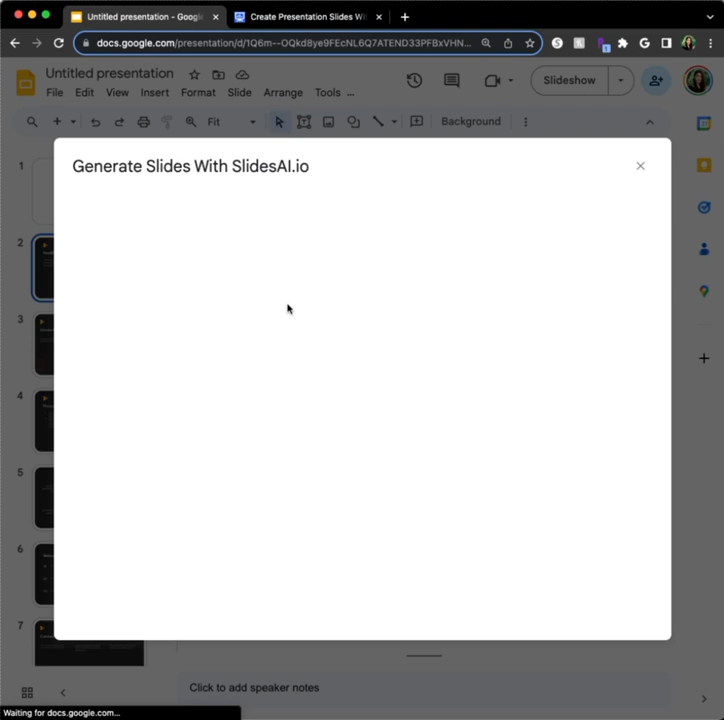 Untitled presentation - Google
Create Presentation Slides Wi
docs.google.com/presentation/d/1Q6m--OQkd8ye9FEcNL6Q7ATEND33PFBxVHN...
Untitled presentation
File Edit View Insert Format Slide Arrange Tools ...
Slideshow
Fit
Background
Generate Slides With SlidesAI.io
1
2
3
4
5
6
7
Click to add speaker notes
Waiting for docs.google.com...